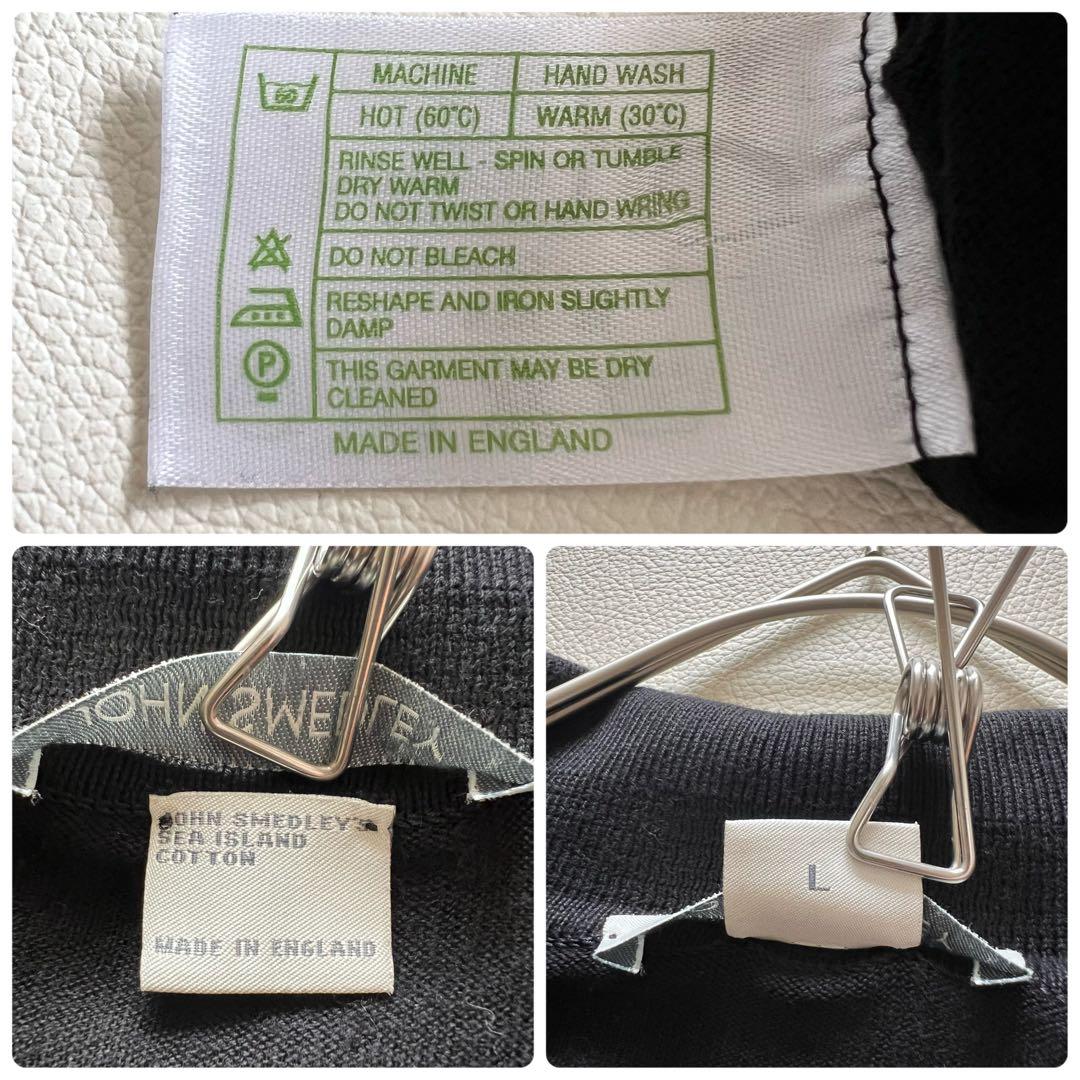 60
MACHINE HAND WASH
HOT (60°C) WARM (30°C)
RINSE WELL - SPIN OR TUMBLE
DRY WARM
DO NOT TWIST OR HAND WRING
DO NOT BLEACH
RESHAPE AND IRON SLIGHTLY
DAMP
P
THIS GARMENT MAY BE DRY
CLEANED
MADE IN ENGLAND
JOHN SMEDLEY
JOHN SMEDLEY'S
SEA ISLAND
COTTON
MADE IN ENGLAND
L